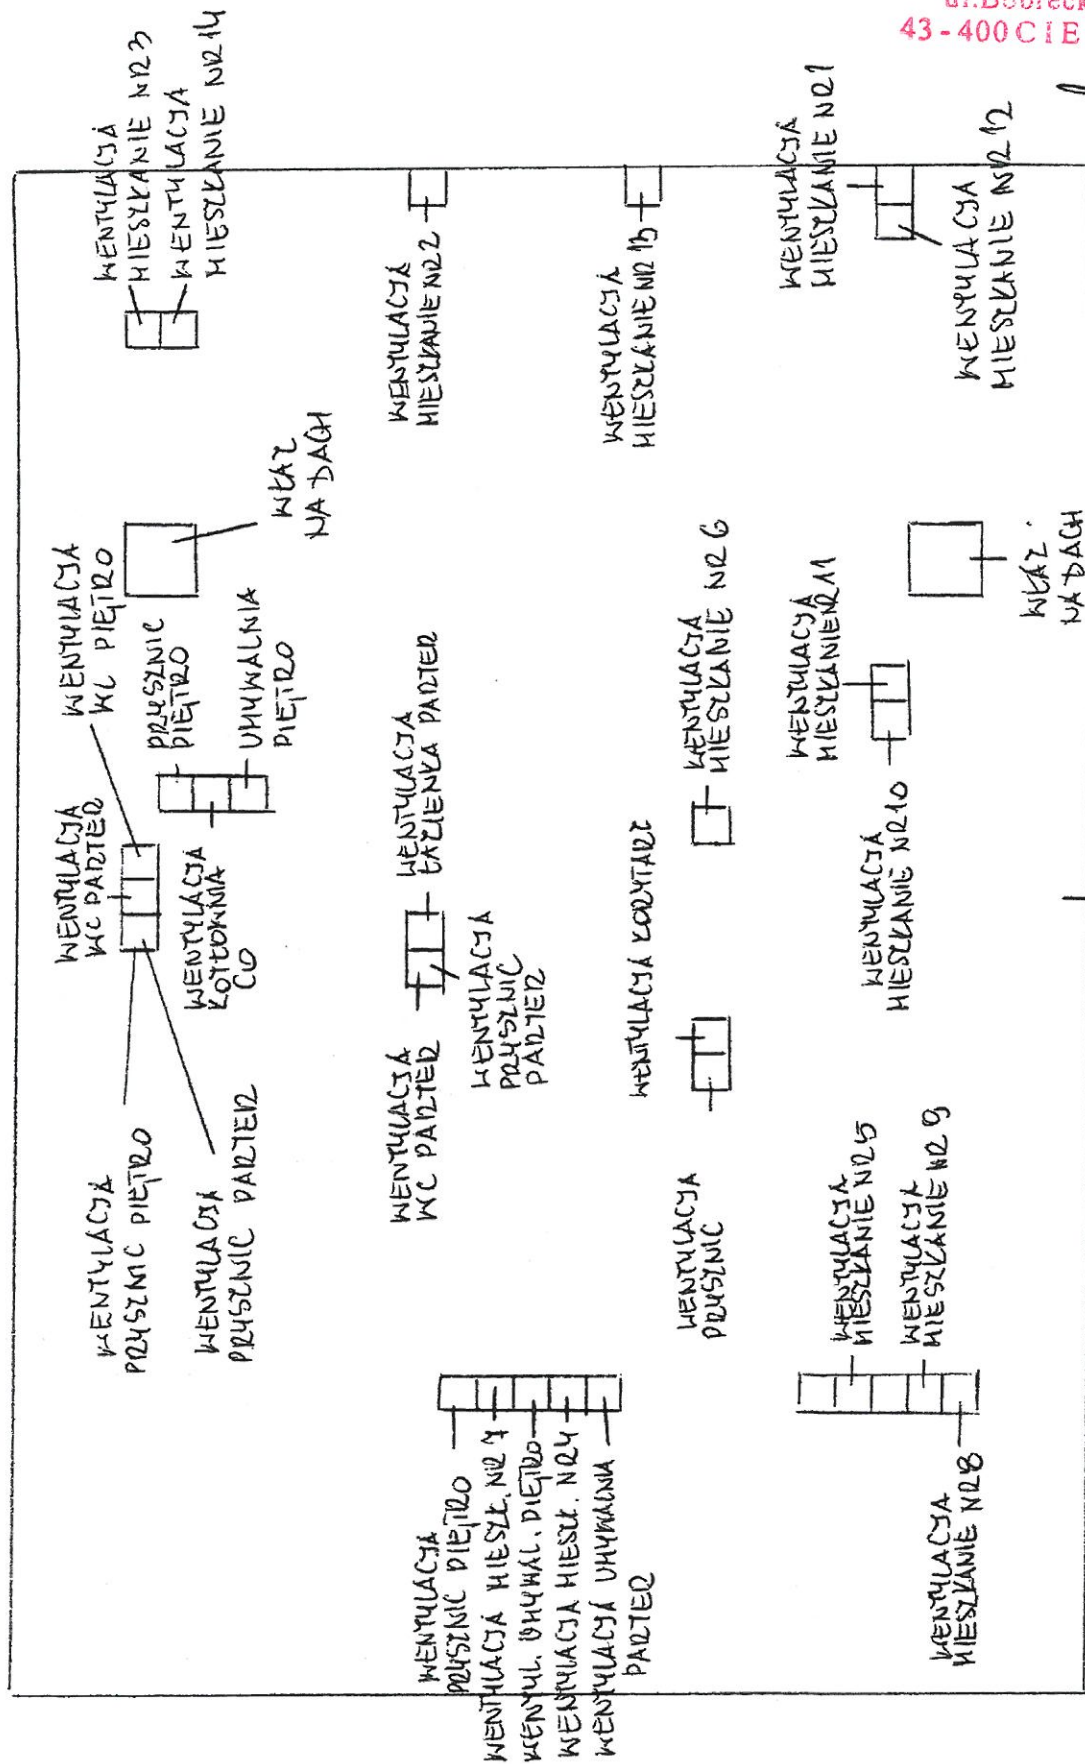 43-400 CIE
WENTYLACJA
MIESZKANIE NR 3
WENTYLACJA
MIESZKANIE NR 14
WENTYLACJA
WC PIĘTRO
WENTYLACJA
WC PARTER
PRYSZNIC
PIĘTRO
UMYWALNIA
PIĘTRO
WŁAZ
NA DACH
WENTYLACJA
KOTŁOWNIA
CO
WENTYLACJA
PRYSZNIC PIĘTRO
WENTYLACJA
PRYSZNIC PARTER
WENTYLACJA
MIESZKANIE NR 2
WENTYLACJA
ŁAZIENKA PARTER
WENTYLACJA
PRYSZNIC
PARTER
WENTYLACJA
WC PARTER
WENTYLACJA
PRYSZNIC PIĘTRO
WENTYLACJA MIESZK. NR 7
WENTYL. UMYWAL. PIĘTRO
WENTYLACJA MIESZK. NR 4
WENTYLACJA UMYWALNIA
PARTER
WENTYLACJA
MIESZKANIE NR 13
WENTYLACJA
MIESZKANIE NR 6
WENTYLACJA KORYTARZ
WENTYLACJA
PRYSZNIC
WENTYLACJA
MIESZKANIE NR 1
WENTYLACJA
MIESZKANIE NR 12
WENTYLACJA
MIESZKANIE NR 11
WENTYLACJA
MIESZKANIE NR 10
WŁAZ
NA DACH
WENTYLACJA
MIESZKANIE NR 5
WENTYLACJA
MIESZKANIE NR 9
WENTYLACJA
MIESZKANIE NR 8